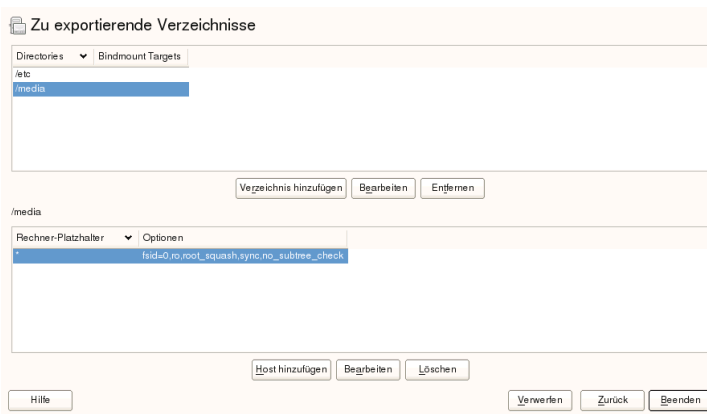 Zu exportierende Verzeichnisse
Directories Bindmount Targets
/etc
/media
Verzeichnis hinzufügen Bearbeiten Entfernen
/media
Rechner-Platzhalter Optionen
* fsid=0,ro,root_squash,sync,no_subtree_check
Host hinzufügen Bearbeiten Löschen
Hilfe Verwerfen Zurück Beenden